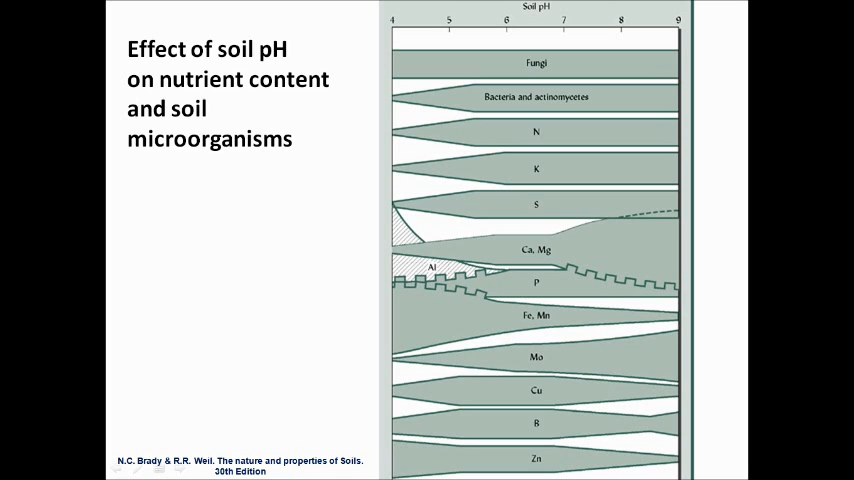 Effect of soil pH
on nutrient content
and soil
microorganisms
Soil pH
4 5 6 7 8 9
Fungi
Bacteria and actinomycetes
N
K
S
Ca, Mg
Al
P
Fe, Mn
Mo
Cu
B
Zn
N.C. Brady & R.R. Weil. The nature and properties of Soils.
30th Edition